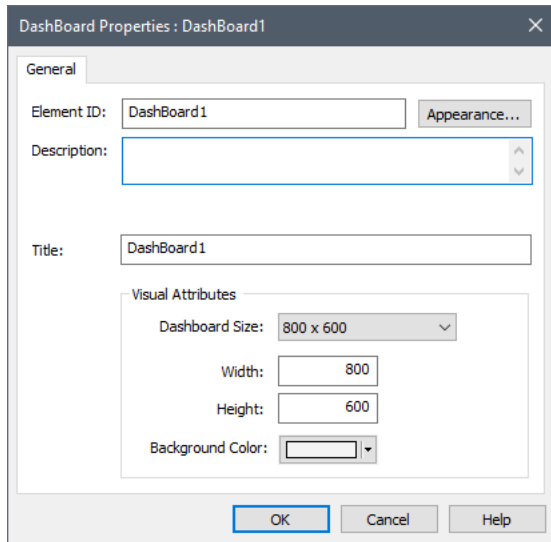 DashBoard Properties : DashBoard1
General
Element ID: DashBoard1 Appearance...
Description:
Title: DashBoard1
Visual Attributes
Dashboard Size: 800 x 600
Width: 800
Height: 600
Background Color:
OK Cancel Help